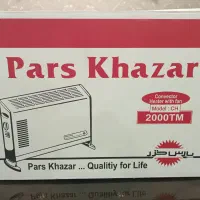 Pars Khazar
Convector
Heater with fan
Model : CH
2000TM
پارس خزر
Pars Khazar ... Qualitiy for Life